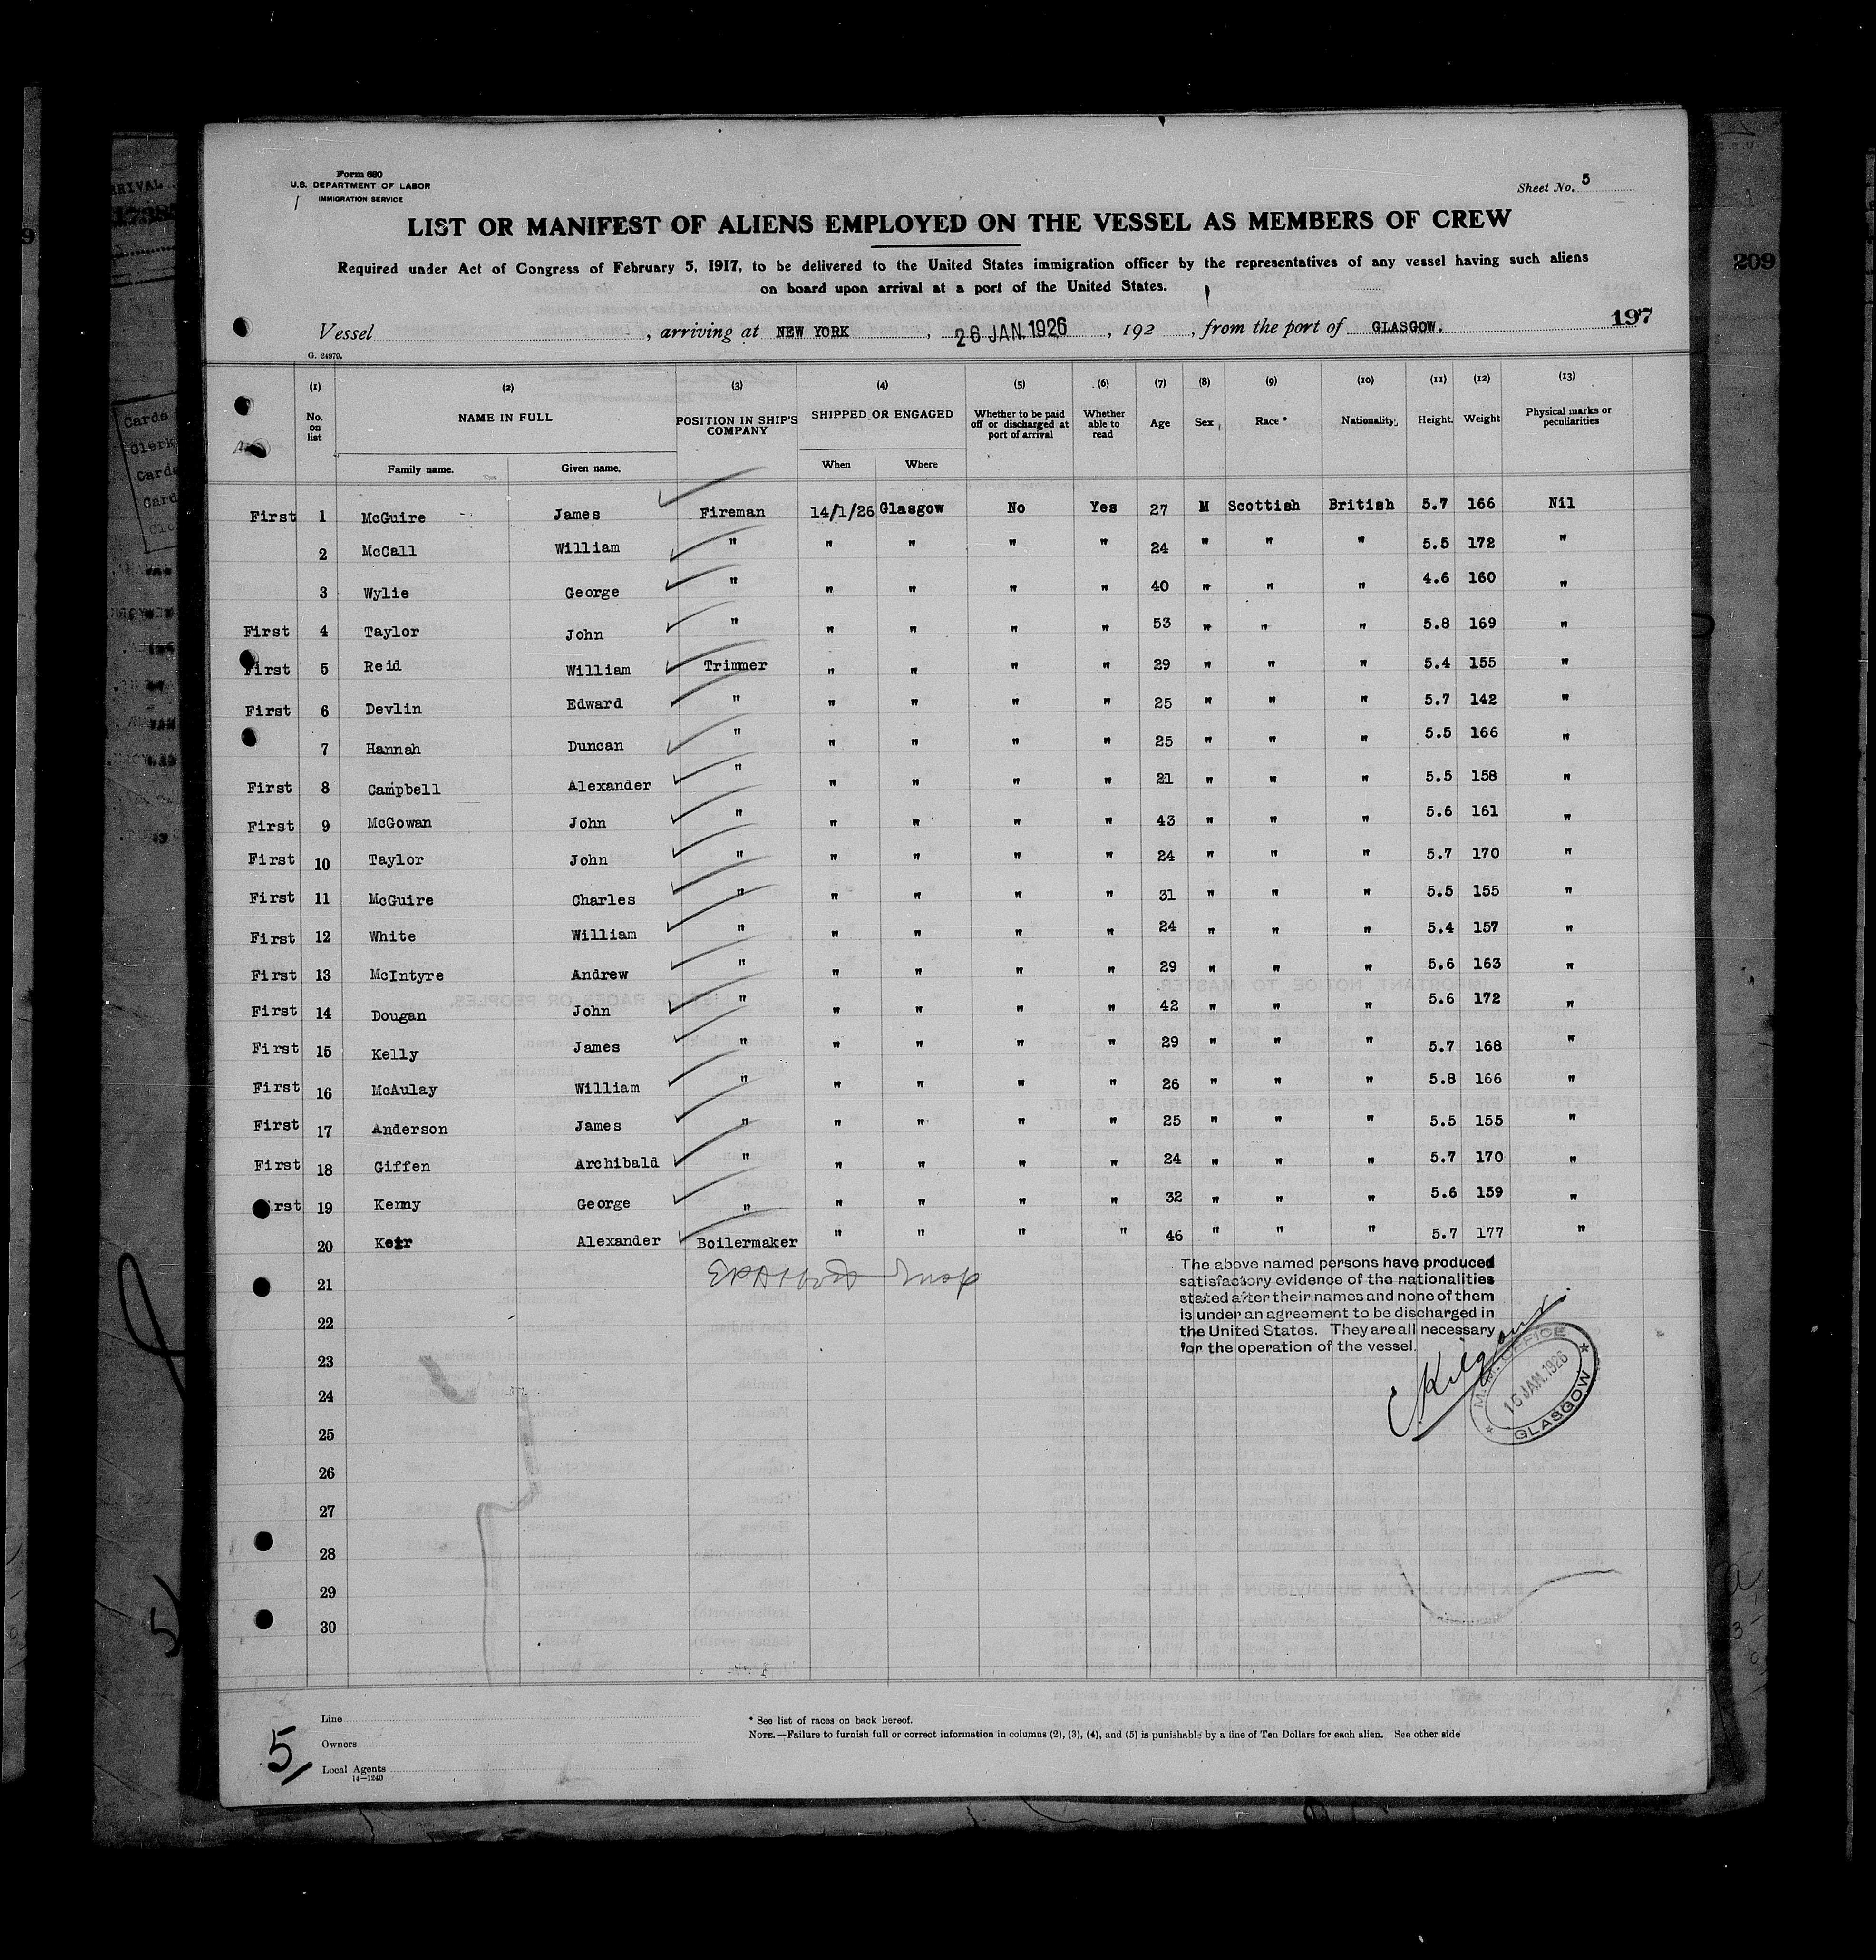 Form 680
U.S. DEPARTMENT OF LABOR
IMMIGRATION SERVICE
Sheet No. 5
LIST OR MANIFEST OF ALIENS EMPLOYED ON THE VESSEL AS MEMBERS OF CREW
Required under Act of Congress of February 5, 1917, to be delivered to the United States immigration officer by the representatives of any vessel having such aliens
on board upon arrival at a port of the United States.
209
Vessel , arriving at NEW YORK , 26 JAN. 1926 , 192 , from the port of GLASGOW. 197
G. 24979.
(1) (2) (3) (4) (5) (6) (7) (8) (9) (10) (11) (12) (13)
No. on list NAME IN FULL POSITION IN SHIP'S COMPANY SHIPPED OR ENGAGED Whether to be paid off or discharged at port of arrival Whether able to read Age Sex Race * Nationality. Height. Weight Physical marks or peculiarities
Family name. Given name. When Where
First 1 McGuire James Fireman 14/1/26 Glasgow No Yes 27 M Scottish British 5.7 166 Nil
2 McCall William " " " " " 24 " " " 5.5 172 "
3 Wylie George " " " " " 40 " " " 4.6 160 "
First 4 Taylor John " " " " " 53 " " " 5.8 169 "
First 5 Reid William Trimmer " " " " 29 " " " 5.4 155 "
First 6 Devlin Edward " " " " " 25 " " " 5.7 142 "
7 Hannah Duncan " " " " " 25 " " " 5.5 166 "
First 8 Campbell Alexander " " " " " 21 " " " 5.5 158 "
First 9 McGowan John " " " " " 43 " " " 5.6 161 "
First 10 Taylor John " " " " " 24 " " " 5.7 170 "
First 11 McGuire Charles " " " " " 31 " " " 5.5 155 "
First 12 White William " " " " " 24 " " " 5.4 157 "
First 13 McIntyre Andrew " " " " " 29 " " " 5.6 163 "
First 14 Dougan John " " " " " 42 " " " 5.6 172 "
First 15 Kelly James " " " " " 29 " " " 5.7 168 "
First 16 McAulay William " " " " " 26 " " " 5.8 166 "
First 17 Anderson James " " " " " 25 " " " 5.5 155 "
First 18 Giffen Archibald " " " " " 24 " " " 5.7 170 "
First 19 Kenny George " " " " " 32 " " " 5.6 159 "
20 Keir Alexander Boilermaker " " " " 46 " " " 5.7 177 "
21
22
23
24
25
26
27
28
29
30
The above named persons have produced
satisfactory evidence of the nationalities
stated after their names and none of them
is under an agreement to be discharged in
the United States. They are all necessary
for the operation of the vessel.
M.M. OFFICE
15 JAN. 1926
GLASGOW
Line
Owners
Local Agents
14—1240
* See list of races on back hereof.
NOTE.—Failure to furnish full or correct information in columns (2), (3), (4), and (5) is punishable by a fine of Ten Dollars for each alien. See other side
5/